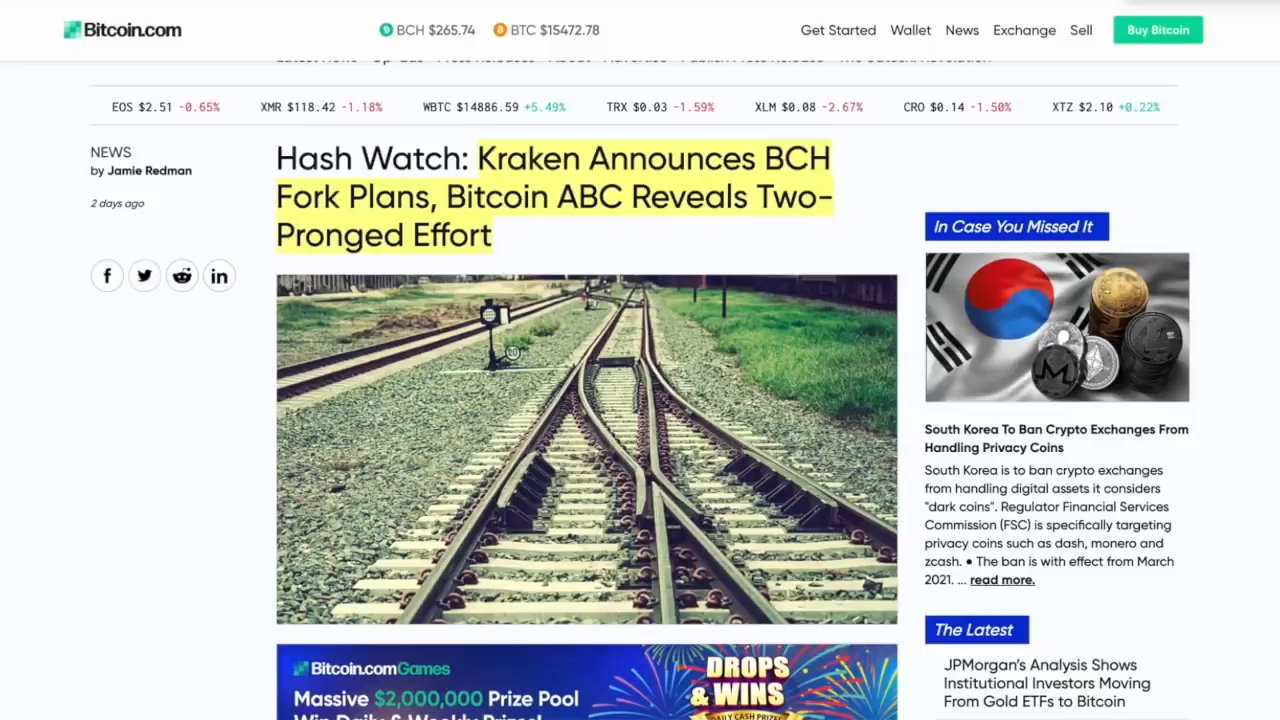 Bitcoin.com
BCH $265.74 BTC $15472.78
Get Started Wallet News Exchange Sell Buy Bitcoin
EOS $2.51 -0.65% XMR $118.42 -1.18% WBTC $14886.59 +5.49% TRX $0.03 -1.59% XLM $0.08 -2.67% CRO $0.14 -1.50% XTZ $2.10 +0.22%
NEWS
by Jamie Redman
2 days ago
Hash Watch: Kraken Announces BCH
Fork Plans, Bitcoin ABC Reveals Two-
Pronged Effort
In Case You Missed It
South Korea To Ban Crypto Exchanges From
Handling Privacy Coins
South Korea is to ban crypto exchanges
from handling digital assets it considers
"dark coins". Regulator Financial Services
Commission (FSC) is specifically targeting
privacy coins such as dash, monero and
zcash. • The ban is with effect from March
2021. ... read more.
The Latest
JPMorgan's Analysis Shows
Institutional Investors Moving
From Gold ETFs to Bitcoin
Bitcoin.com Games
Massive $2,000,000 Prize Pool
Win Daily & Weekly Prizes!
DROPS
& WINS
DAILY CASH PRIZES